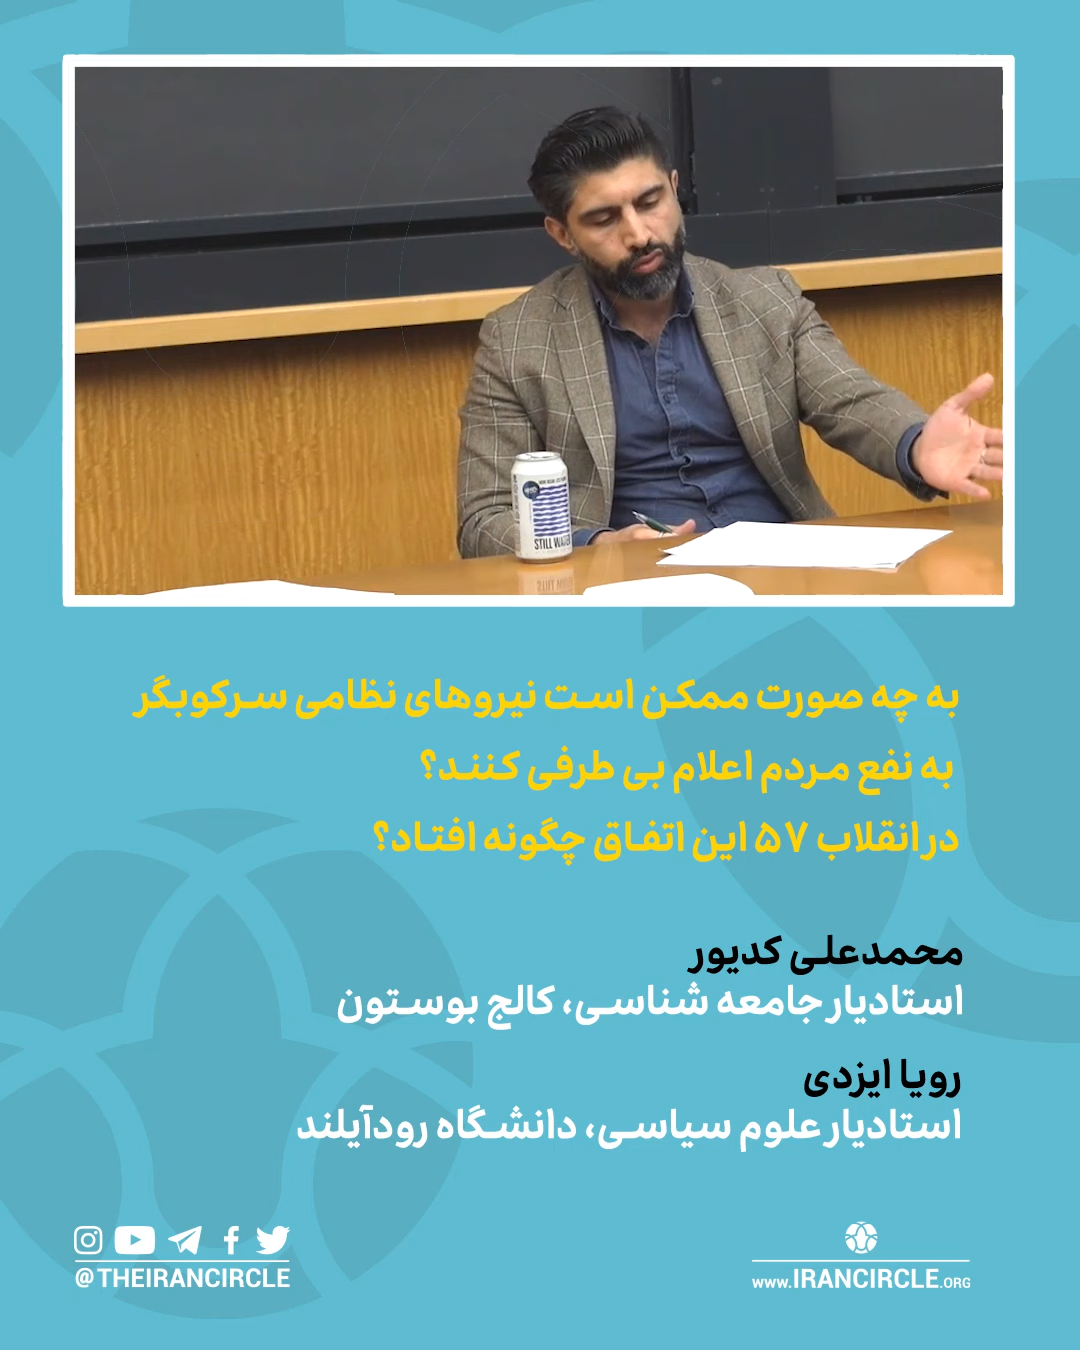 STILL WATER
به چه صورت ممکن است نیروهای نظامی سرکوبگر
به نفع مردم اعلام بی طرفی کنند؟
در انقلاب ۵۷ این اتفاق چگونه افتاد؟
محمدعلی کدیور
استادیار جامعه شناسی، کالج بوستون
رویا ایزدی
استادیار علوم سیاسی، دانشگاه رودآیلند
@THEIRANCIRCLE
www.IRANCIRCLE.ORG